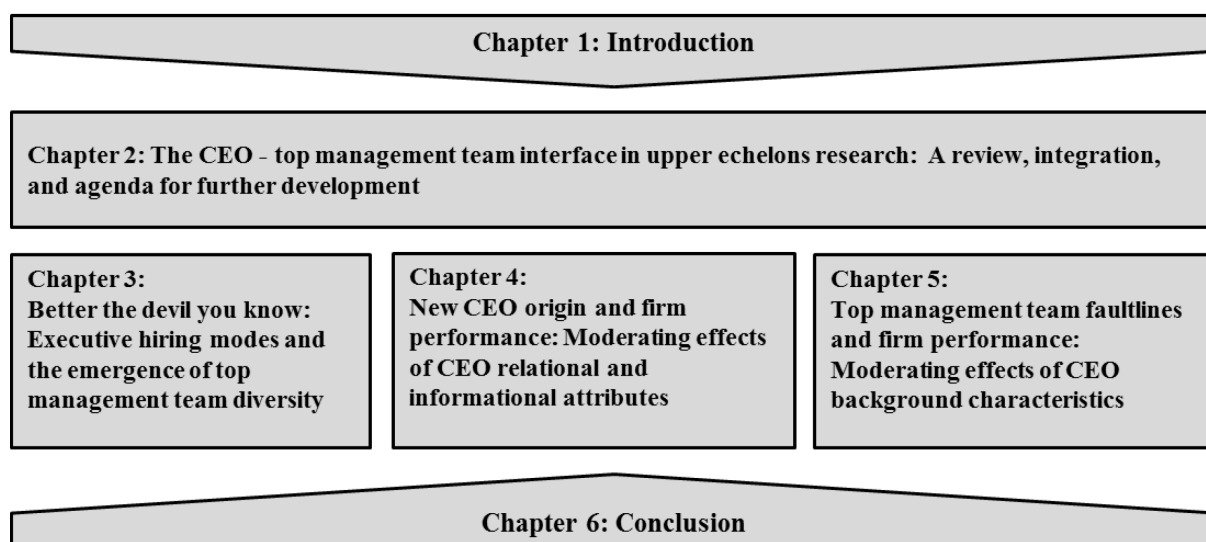 Chapter 1: Introduction
Chapter 2: The CEO - top management team interface in upper echelons research: A review, integration,
and agenda for further development
Chapter 3:
Better the devil you know:
Executive hiring modes and
the emergence of top
management team diversity
Chapter 4:
New CEO origin and firm
performance: Moderating effects
of CEO relational and
informational attributes
Chapter 5:
Top management team faultlines
and firm performance:
Moderating effects of CEO
background characteristics
Chapter 6: Conclusion